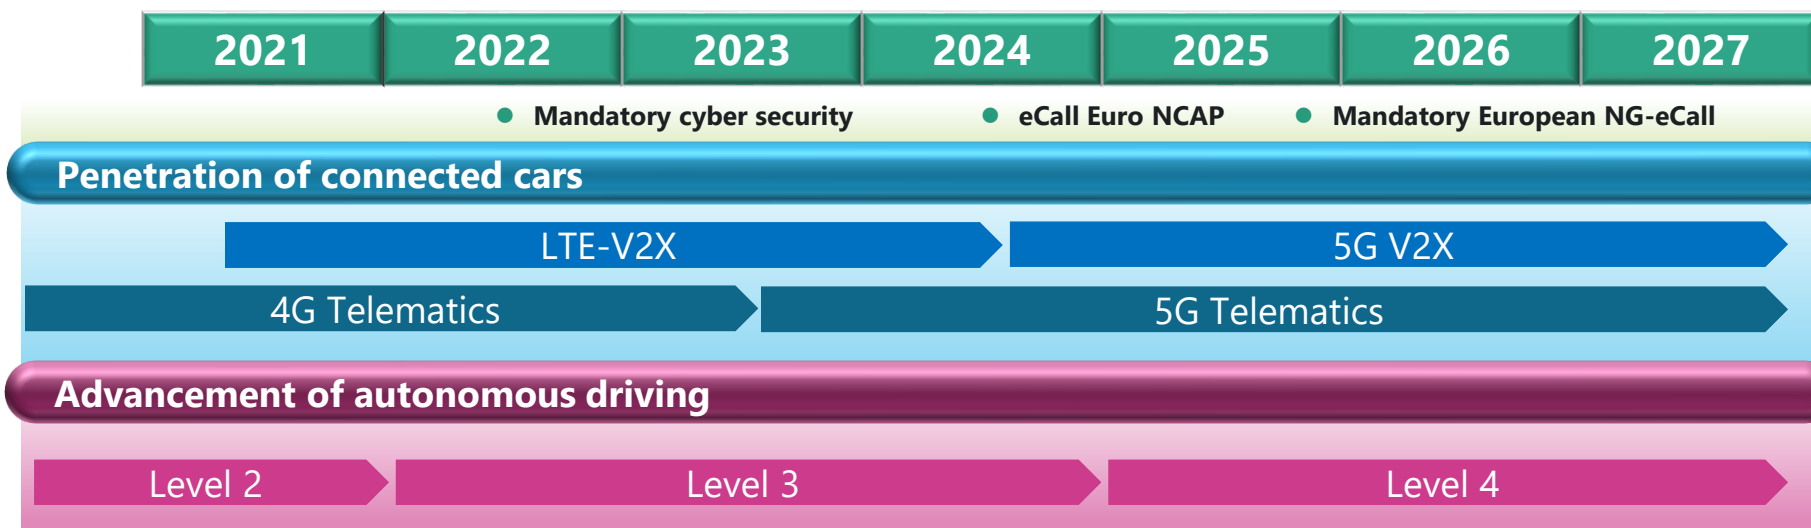 2021 2022 2023 2024 2025 2026 2027
● Mandatory cyber security ● eCall Euro NCAP ● Mandatory European NG-eCall
Penetration of connected cars
LTE-V2X 5G V2X
4G Telematics 5G Telematics
Advancement of autonomous driving
Level 2 Level 3 Level 4